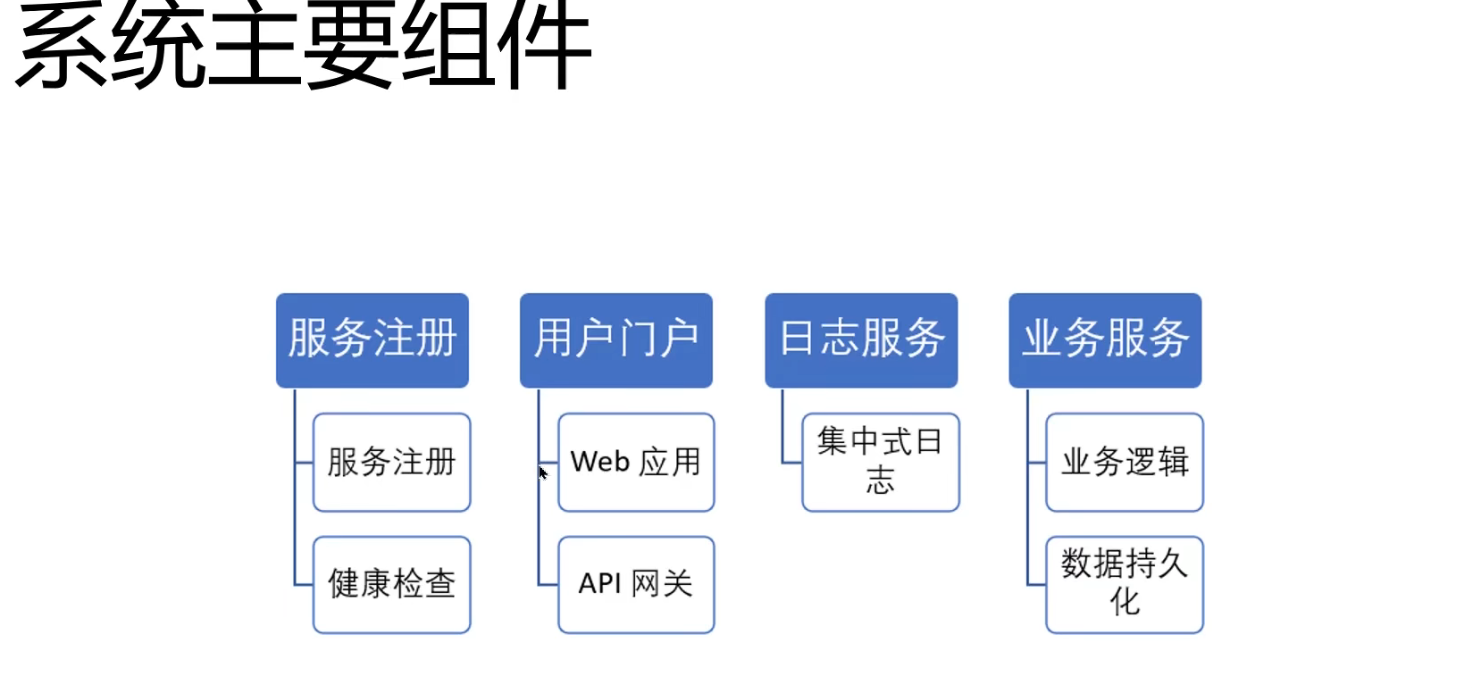 系统主要组件
服务注册
用户门户
日志服务
业务服务
服务注册
Web 应用
集中式日
志
业务逻辑
健康检查
API 网关
数据持久
化